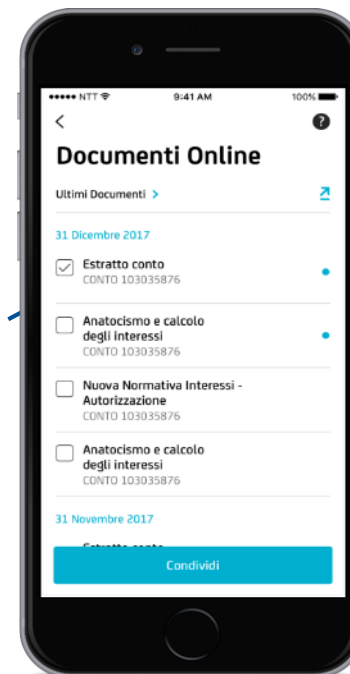 NTT 9:41 AM 100%
?
Documenti Online
Ultimi Documenti >
31 Dicembre 2017
Estratto conto
CONTO 103035876
Anatocismo e calcolo
degli interessi
CONTO 103035876
Nuova Normativa Interessi -
Autorizzazione
CONTO 103035876
Anatocismo e calcolo
degli interessi
CONTO 103035876
31 Novembre 2017
Estratto conto
Condividi